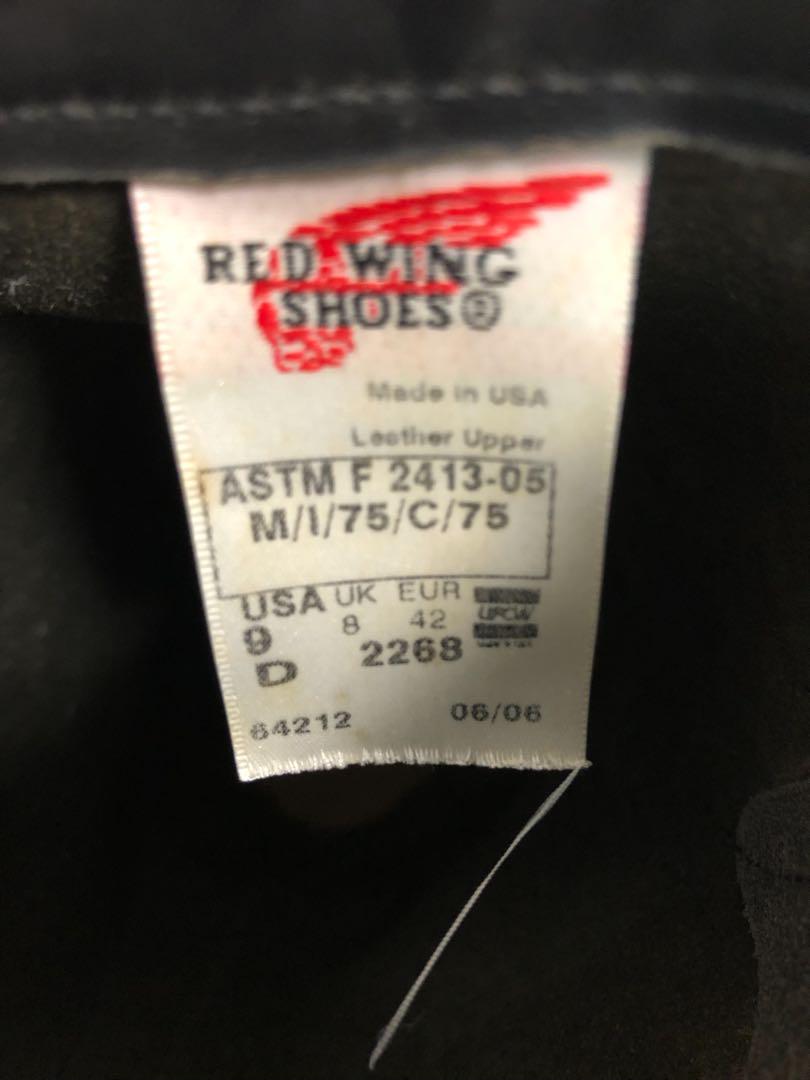 RED WING
SHOES®
Made in USA
Leather Upper
ASTM F 2413-05
M/I/75/C/75
USA UK EUR
9 8 42
D 2268
UFCW
64212 06/06